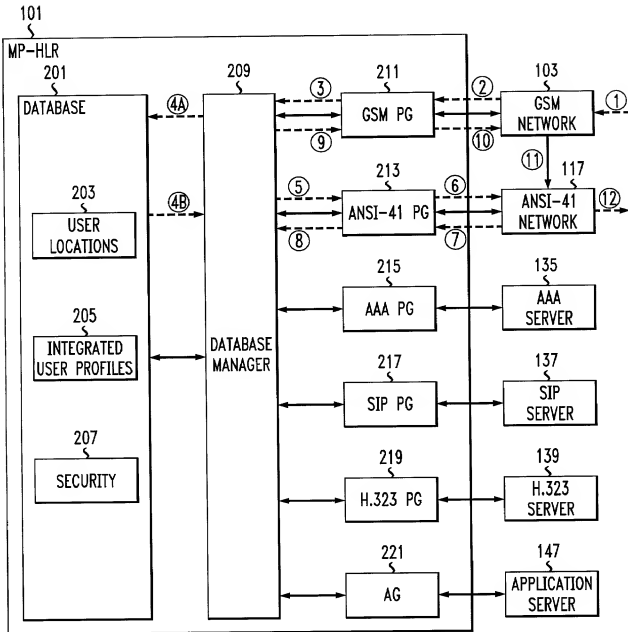 101
MP-HLR
201
209
211
103
DATABASE
4A
3
2
1
GSM PG
GSM
NETWORK
9
10
11
213
117
203
4B
5
6
ANSI-41 PG
ANSI-41
NETWORK
12
USER
LOCATIONS
8
7
215
135
205
AAA PG
AAA
SERVER
INTEGRATED
USER PROFILES
DATABASE
MANAGER
217
137
SIP PG
SIP
SERVER
207
SECURITY
219
139
H.323 PG
H.323
SERVER
221
147
AG
APPLICATION
SERVER